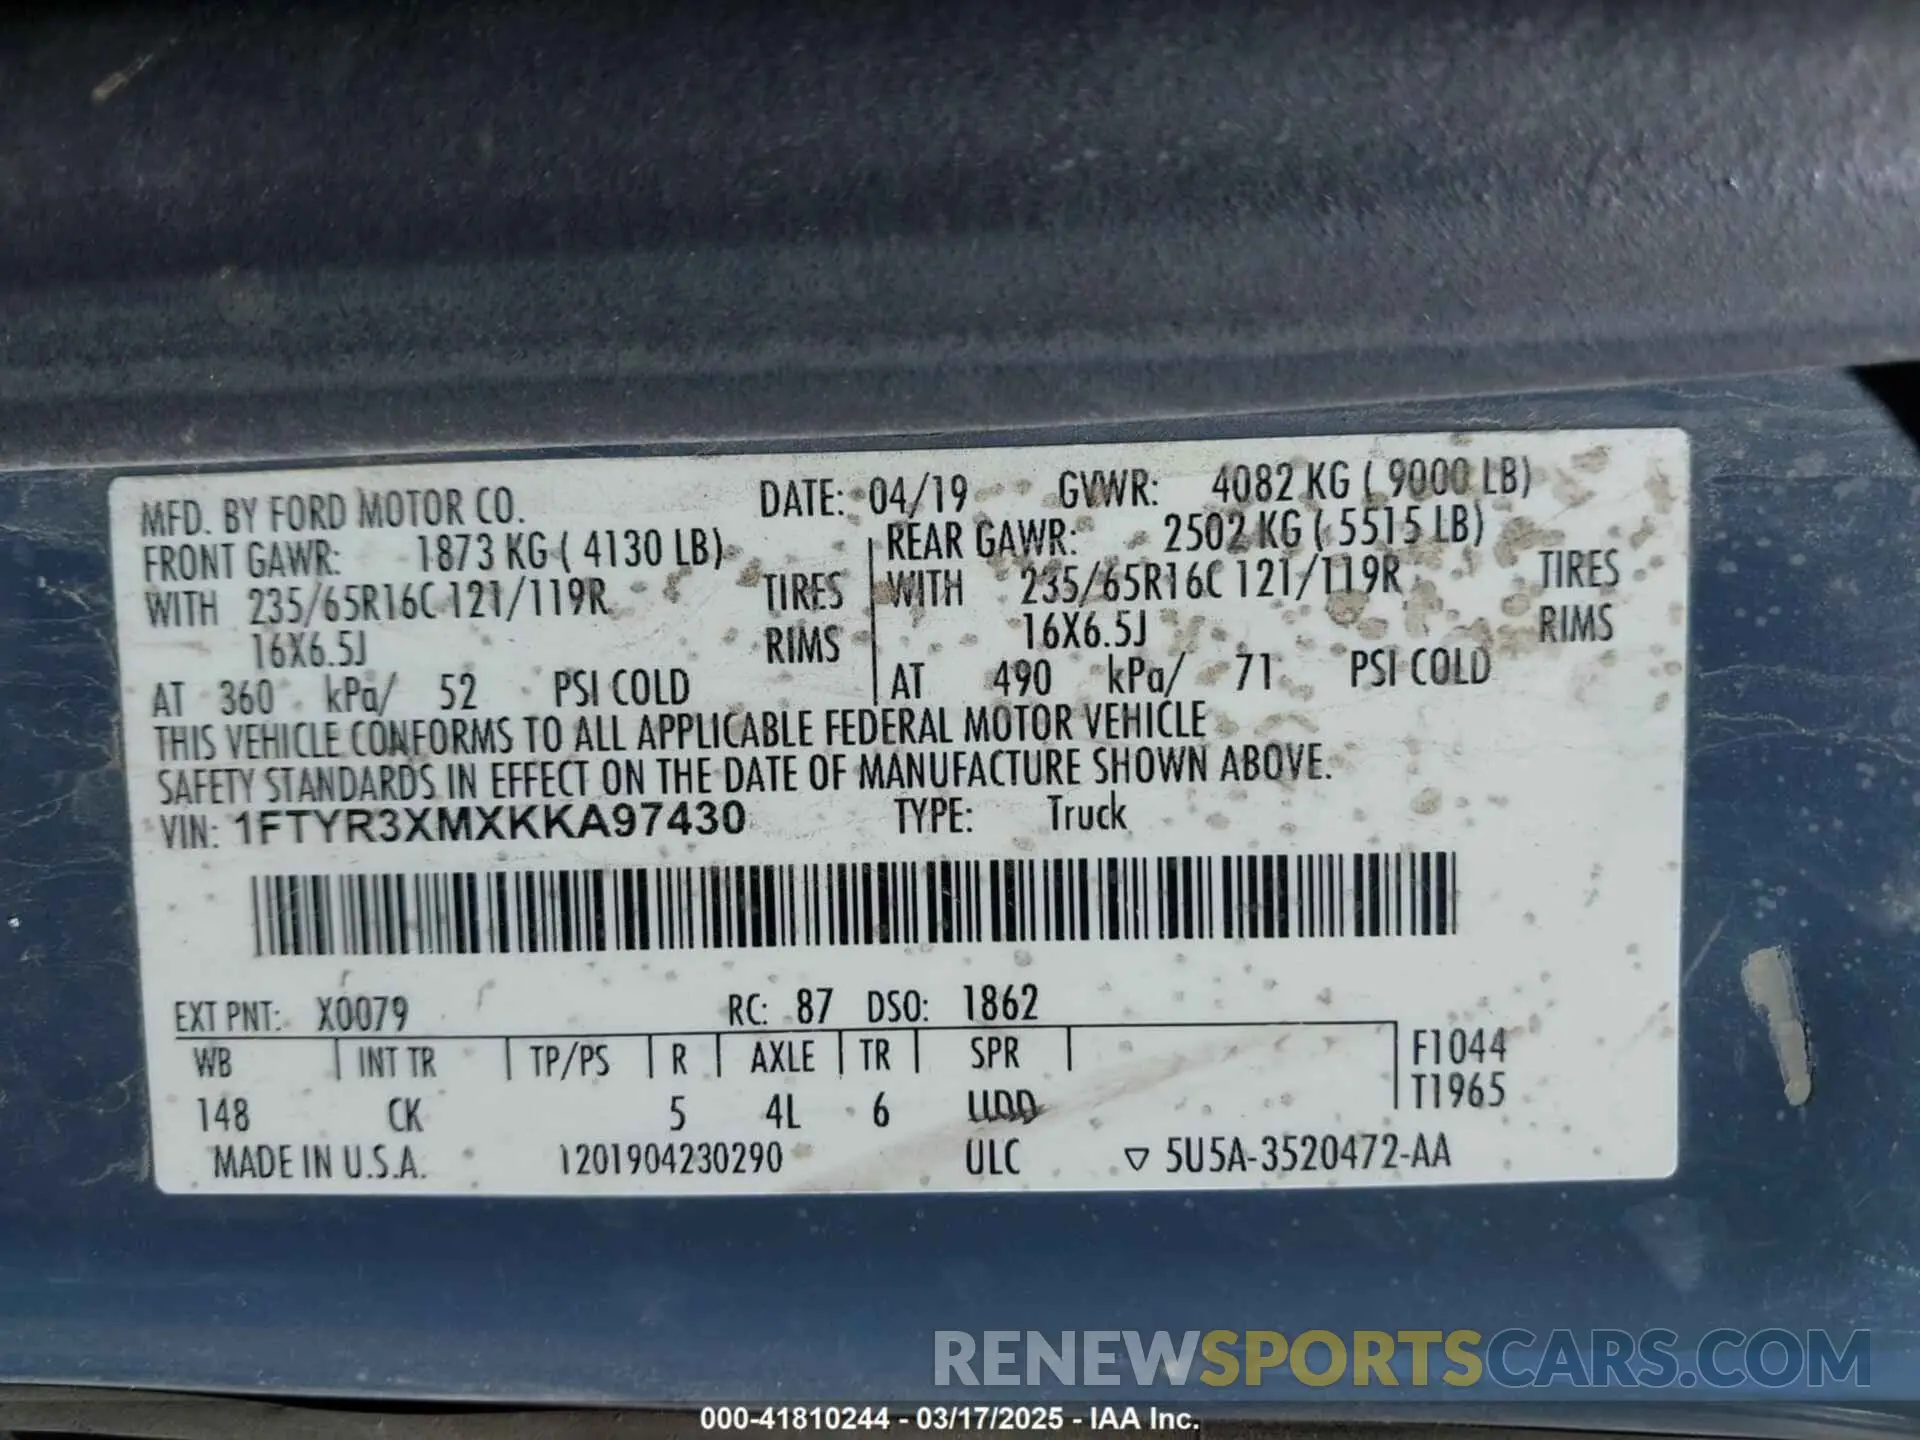 MFD. BY FORD MOTOR CO. DATE: 04/19 GVWR: 4082 KG ( 9000 LB)
FRONT GAWR: 1873 KG ( 4130 LB) REAR GAWR: 2502 KG ( 5515 LB)
WITH 235/65R16C 121/119R TIRES WITH 235/65R16C 121/119R TIRES
16X6.5J RIMS 16X6.5J RIMS
AT 360 kPa/ 52 PSI COLD AT 490 kPa/ 71 PSI COLD
THIS VEHICLE CONFORMS TO ALL APPLICABLE FEDERAL MOTOR VEHICLE
SAFETY STANDARDS IN EFFECT ON THE DATE OF MANUFACTURE SHOWN ABOVE.
VIN: 1FTYR3XMXKKA97430 TYPE: Truck
EXT PNT: X0079 RC: 87 DSO: 1862
WB INT TR TP/PS R AXLE TR SPR F1044
T1965
148 CK 5 4L 6
MADE IN U.S.A. 1201904230290 ULC ▽ 5U5A-3520472-AA
RENEWSPORTSCARS.COM
000-41810244 - 03/17/2025 - IAA Inc.